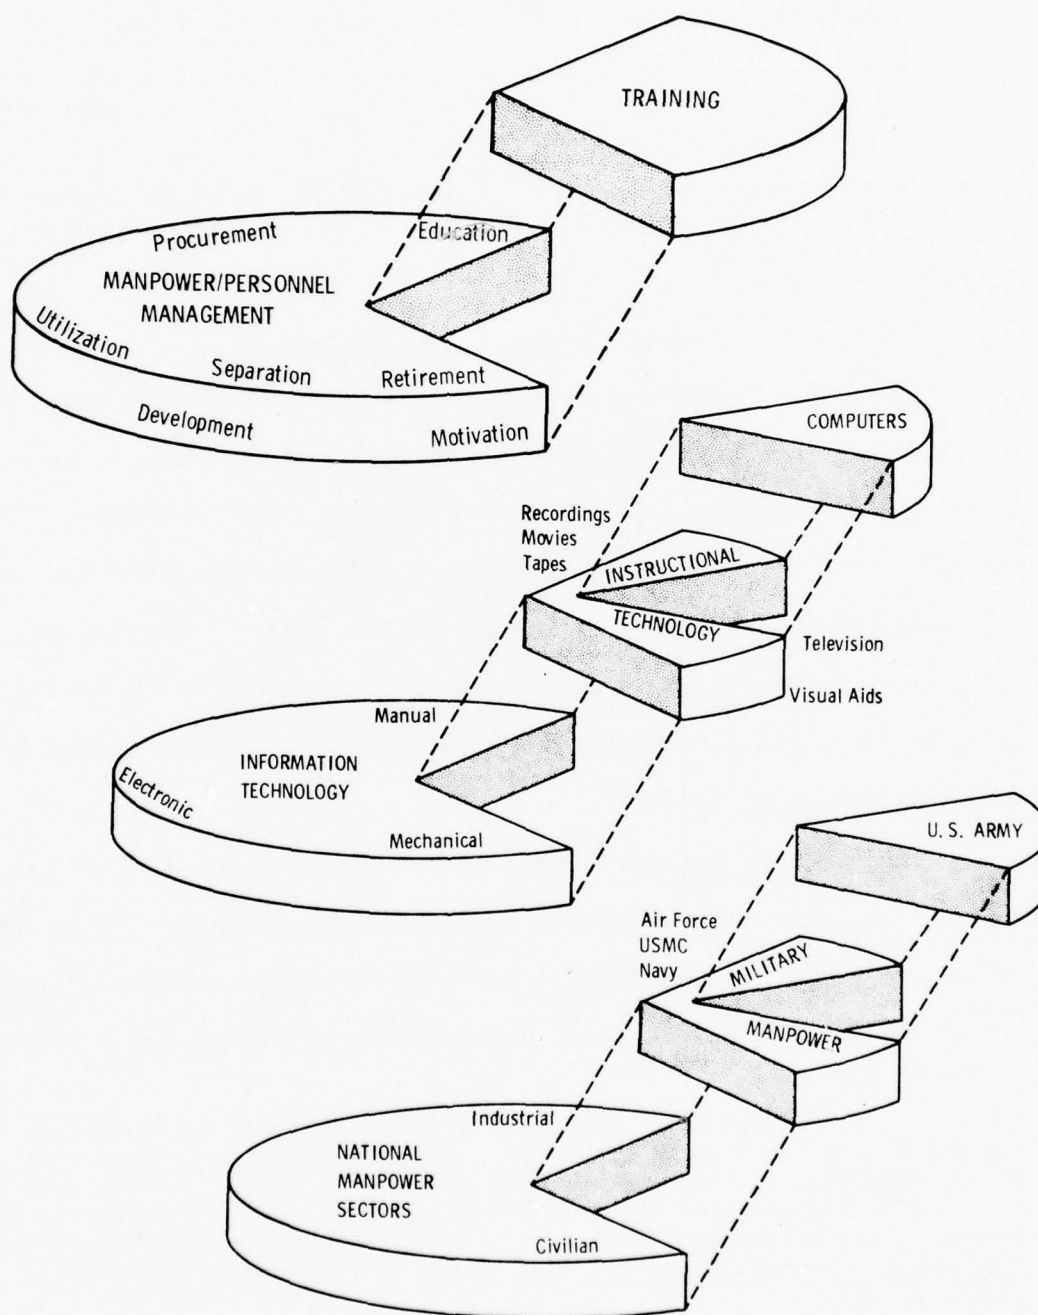 TRAINING
Procurement
Education
MANPOWER/PERSONNEL
MANAGEMENT
Utilization
Separation
Retirement
Development
Motivation
COMPUTERS
Recordings
Movies
Tapes
INSTRUCTIONAL
TECHNOLOGY
Television
Visual Aids
Manual
INFORMATION
TECHNOLOGY
Electronic
Mechanical
U. S. ARMY
Air Force
USMC
Navy
MILITARY
MANPOWER
Industrial
NATIONAL
MANPOWER
SECTORS
Civilian